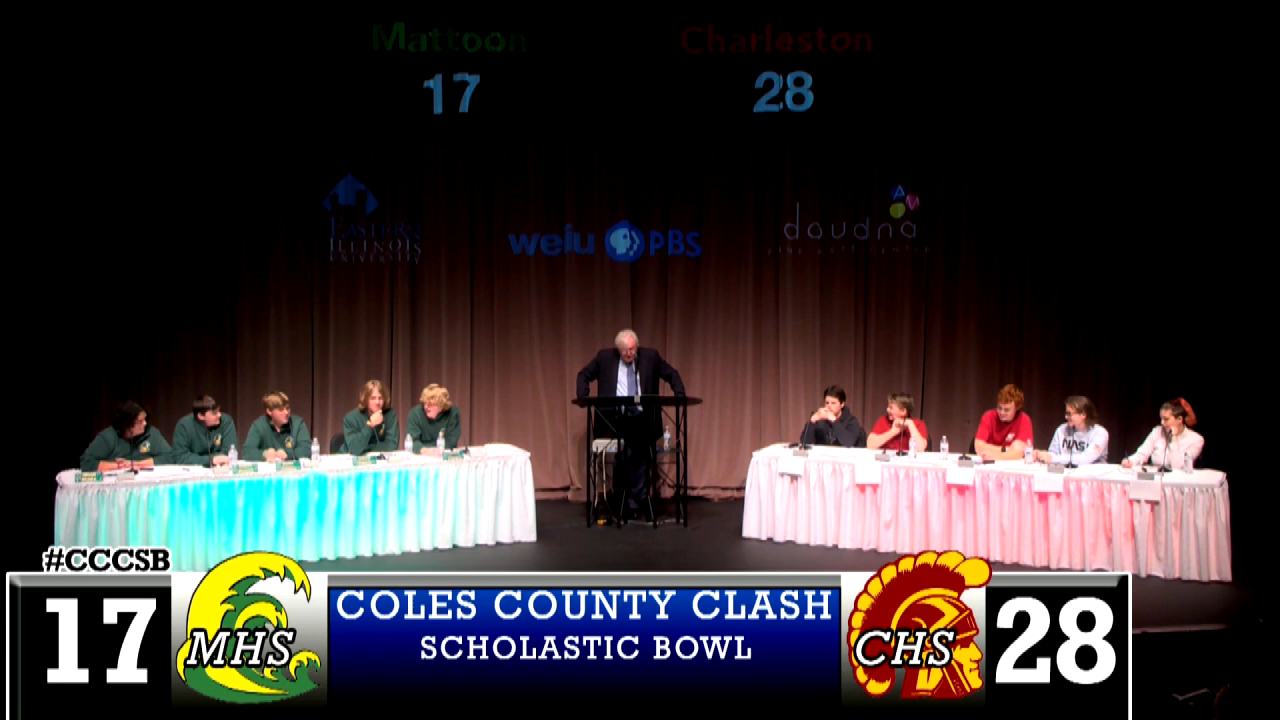 Mattoon
Charleston
17
28
EASTERN
ILLINOIS
UNIVERSITY
weiu PBS
doudna
NASA
#CCCSB
17
MHS
COLES COUNTY CLASH
SCHOLASTIC BOWL
CHS
28